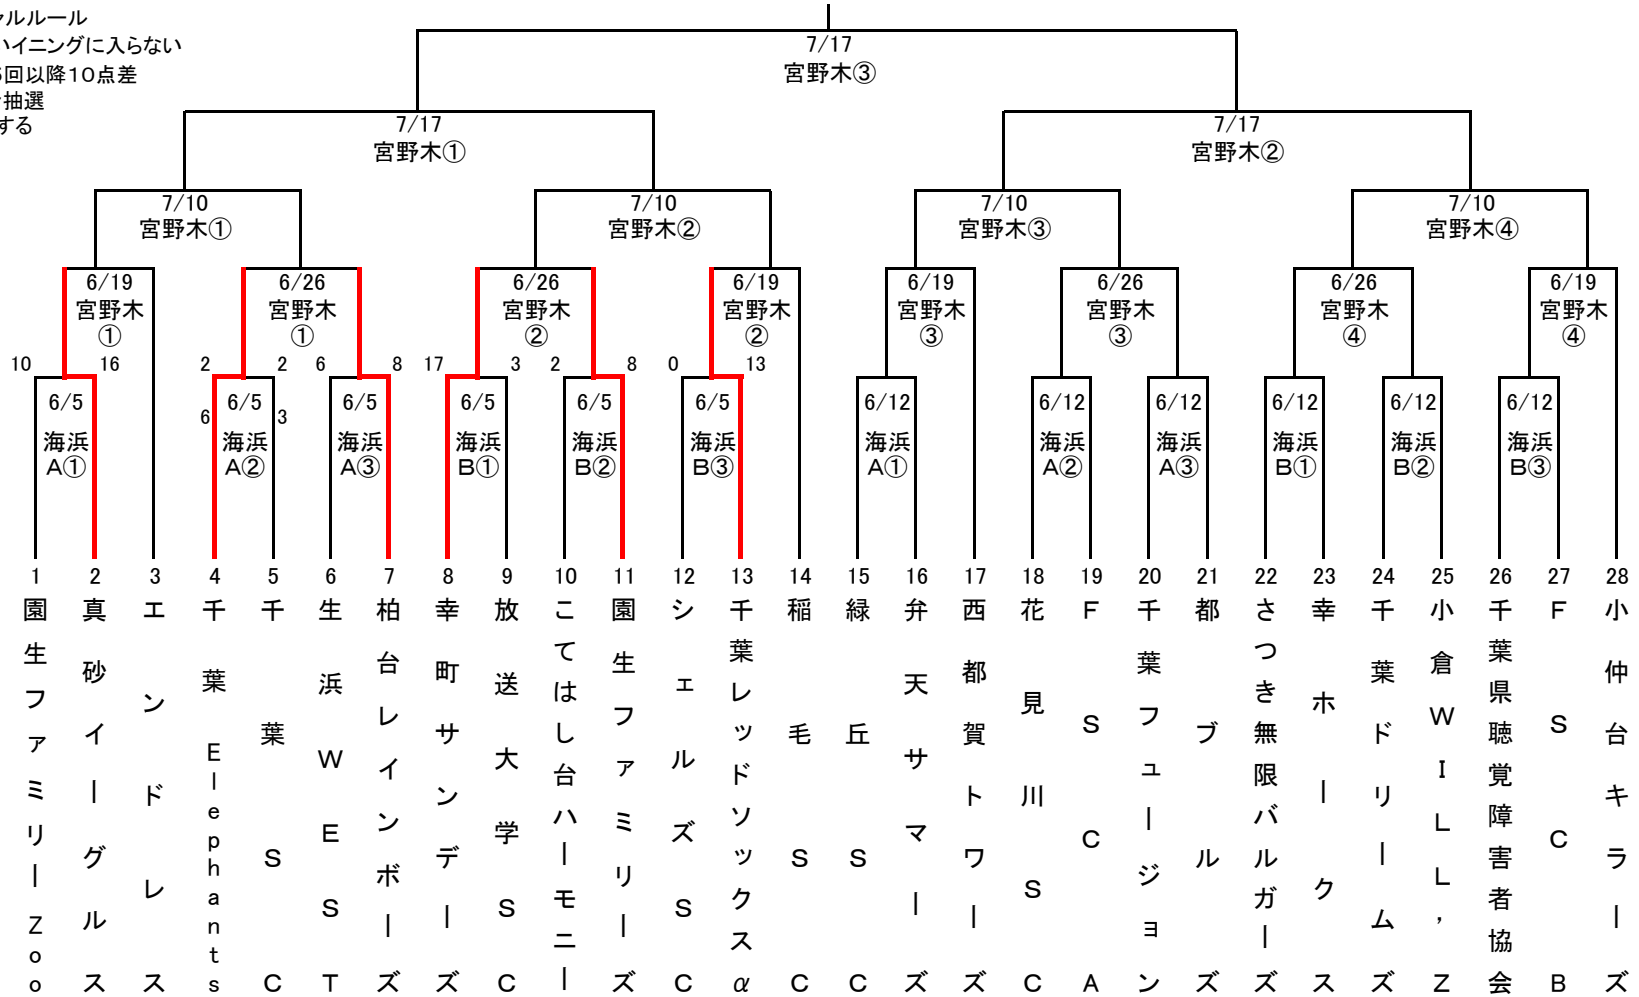 ャルルール
ハイニングに入らない
回以降10点差
抽選
する
7/17
宮野木③
7/17
宮野木①
7/17
宮野木②
7/10
宮野木①
7/10
宮野木②
7/10
宮野木③
7/10
宮野木④
6/19
宮野木
①
6/26
宮野木
①
6/26
宮野木
②
6/19
宮野木
②
6/19
宮野木
③
6/26
宮野木
③
6/26
宮野木
④
6/19
宮野木
④
10 16 2 2 6 8 17 3 2 8 0 13
6 3
6/5
海浜
A①
6/5
海浜
A②
6/5
海浜
A③
6/5
海浜
B①
6/5
海浜
B②
6/5
海浜
B③
6/12
海浜
A①
6/12
海浜
A②
6/12
海浜
A③
6/12
海浜
B①
6/12
海浜
B②
6/12
海浜
B③
1 園生ファミリーZoo
2 真砂イーグルス
3 エンドレス
4 千葉Elephants
5 千葉SC
6 生浜WEST
7 柏台レインボーズ
8 幸町サンデーズ
9 放送大学SC
10 こてはし台ハーモニー
11 園生ファミリーズ
12 シェルズSC
13 千葉レッドソックスα
14 稲毛SC
15 緑丘SC
16 弁天サマーズ
17 西都賀トワーズ
18 花見川SC
19 FSCA
20 千葉フュージョン
21 都ブルズ
22 さつき無限バルガーズ
23 幸ホークス
24 千葉ドリームズ
25 小倉WILL,Z
26 千葉県聴覚障害者協会
27 FSCB
28 小仲台キラーズ